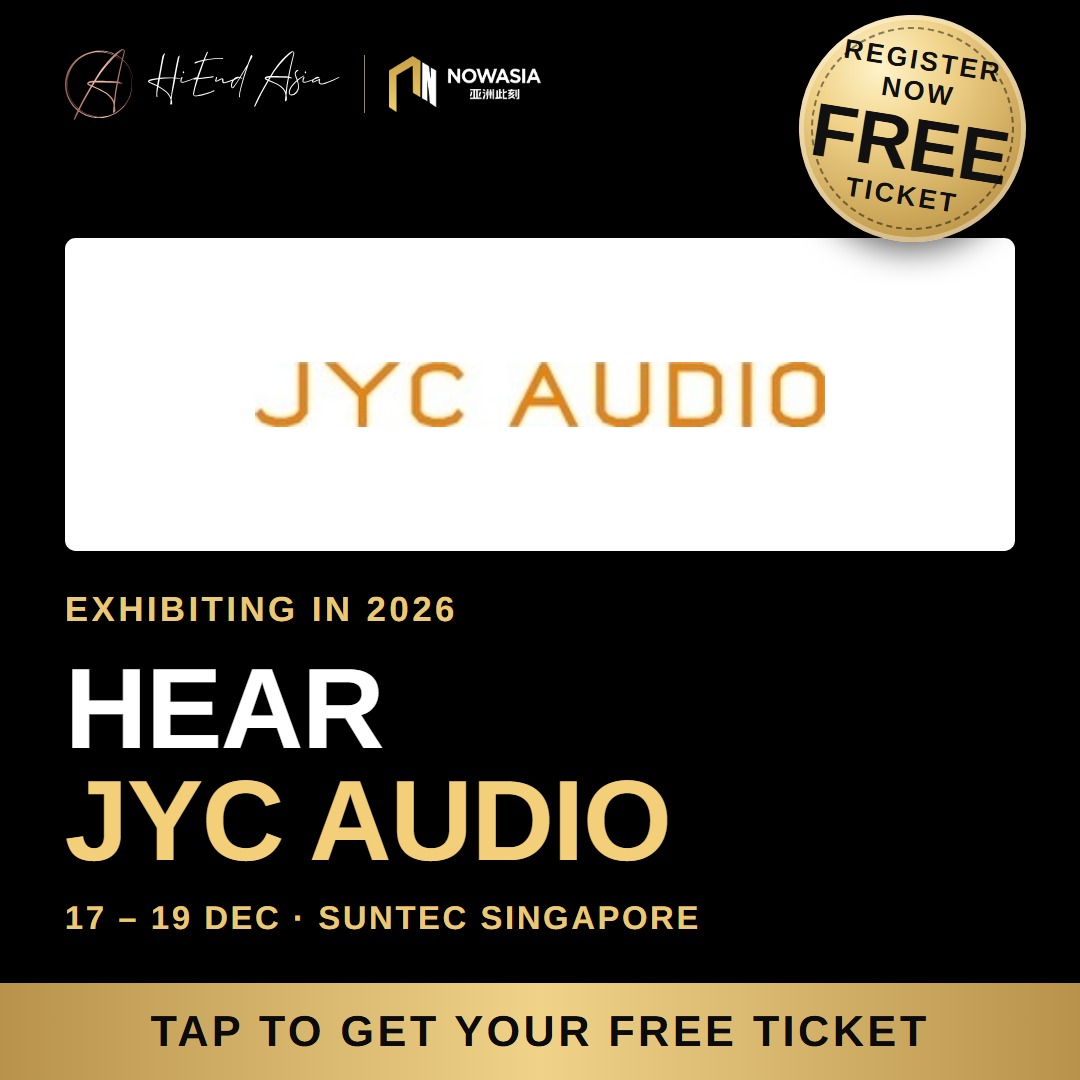 HiEnd Asia
NOWASIA
亚洲此刻
REGISTER
NOW
FREE
TICKET
JYC AUDIO
EXHIBITING IN 2026
HEAR
JYC AUDIO
17 – 19 DEC · SUNTEC SINGAPORE
TAP TO GET YOUR FREE TICKET